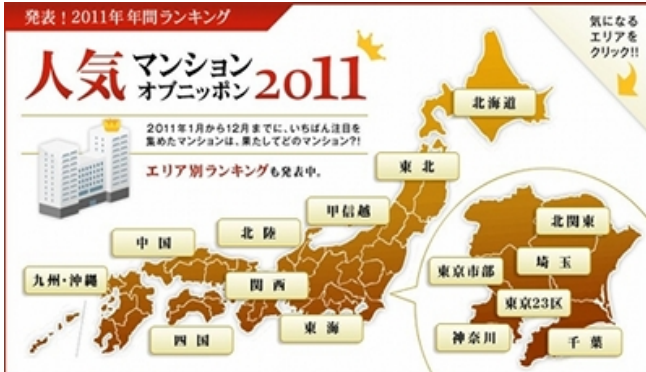 発表！2011年 年間ランキング
気になる
エリアを
クリック!!
人気マンションオブニッポン2011
2011年1月から12月までに、いちばん注目を
集めたマンションは、果たしてどのマンション?!
エリア別ランキングも発表中。
北海道
東北
甲信越
北陸
中国
九州・沖縄
関西
東海
四国
北関東
埼玉
東京市部
東京23区
神奈川
千葉